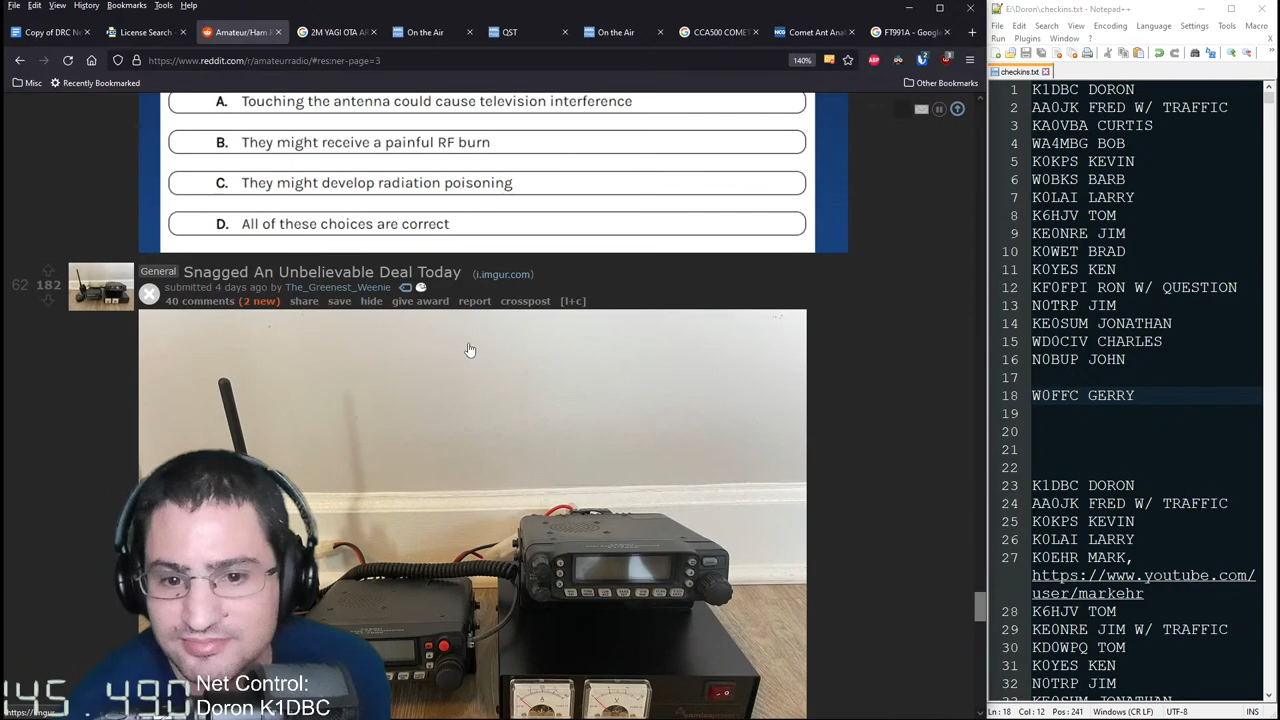 File Edit View History Bookmarks Tools Help
Copy of DRC Ne
License Search
Amateur/Ham R
2M YAGI
On the Air
QST
On the Air
CCA500 COMET
Comet Ant Anal
FT991A - Google
https://www.reddit.com/r/amateu
140%
Misc
Recently Bookmarked
Other Bookmarks
A. Touching the antenna could cause television interference
B. They might receive a painful RF burn
C. They might develop radiation poisoning
D. All of these choices are correct
62 182
General Snagged An Unbelievable Deal Today (i.imgur.com)
submitted 4 days ago by The_Greenest_Weenie
40 comments (2 new) share save hide give award report crosspost [l+c]
145.490
Net Control:
Doron K1DBC
E:\Doron\checkins.txt - Notepad++
File Edit Search View Encoding Language Settings Tools Macro
Run Plugins Window ?
checkins.txt
1 K1DBC DORON
2 AA0JK FRED W/ TRAFFIC
3 KA0VBA CURTIS
4 WA4MBG BOB
5 K0KPS KEVIN
6 W0BKS BARB
7 K0LAI LARRY
8 K6HJV TOM
9 KE0NRE JIM
10 K0WET BRAD
11 K0YES KEN
12 KF0FPI RON W/ QUESTION
13 N0TRP JIM
14 KE0SUM JONATHAN
15 WD0CIV CHARLES
16 N0BUP JOHN
17
18 W0FFC GERRY
19
20
21
22
23 K1DBC DORON
24 AA0JK FRED W/ TRAFFIC
25 K0KPS KEVIN
26 K0LAI LARRY
27 K0EHR MARK,
https://www.youtube.com/
user/markehr
28 K6HJV TOM
29 KE0NRE JIM W/ TRAFFIC
30 KD0WPQ TOM
31 K0YES KEN
32 N0TRP JIM
KE0SUM JONATHAN
Ln : 18 Col : 12 Pos : 241 Windows (CR LF) UTF-8 INS